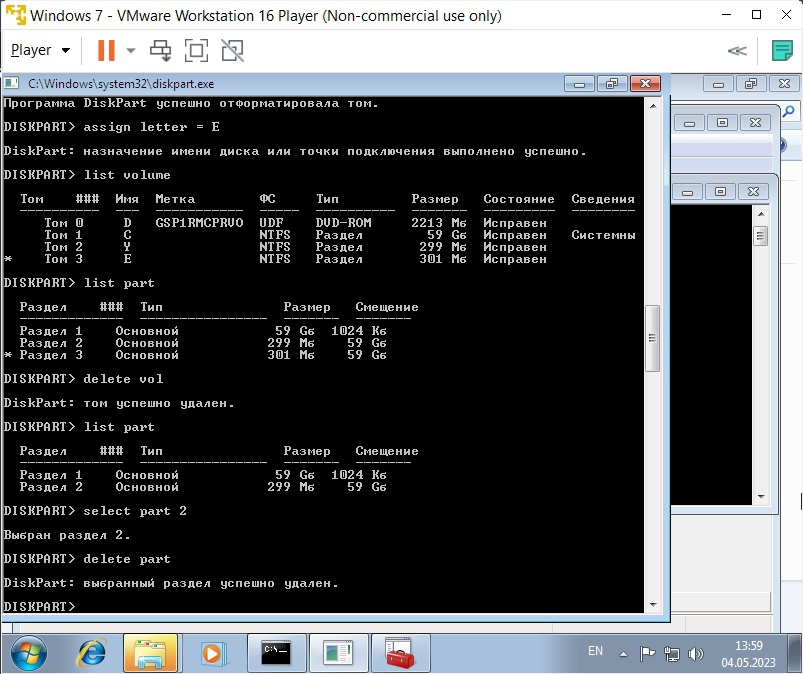 Windows 7 - VMware Workstation 16 Player (Non-commercial use only)
Player
C:\Windows\system32\diskpart.exe
Программа DiskPart успешно отформатировала том.
DISKPART> assign letter = E
DiskPart: назначение имени диска или точки подключения выполнено успешно.
DISKPART> list volume
Том ### Имя Метка ФС Тип Размер Состояние Сведения
Том 0 D GSP1RMCPRVO UDF DVD-ROM 2213 Мб Исправен
Том 1 C NTFS Раздел 59 Gб Исправен Системны
Том 2 Y NTFS Раздел 299 Мб Исправен
* Том 3 E NTFS Раздел 301 Мб Исправен
DISKPART> list part
Раздел ### Тип Размер Смещение
Раздел 1 Основной 59 Gб 1024 Кб
Раздел 2 Основной 299 Мб 59 Gб
* Раздел 3 Основной 301 Мб 59 Gб
DISKPART> delete vol
DiskPart: том успешно удален.
DISKPART> list part
Раздел ### Тип Размер Смещение
Раздел 1 Основной 59 Gб 1024 Кб
Раздел 2 Основной 299 Мб 59 Gб
DISKPART> select part 2
Выбран раздел 2.
DISKPART> delete part
DiskPart: выбранный раздел успешно удален.
DISKPART>
C:\
EN
13:59
04.05.2023